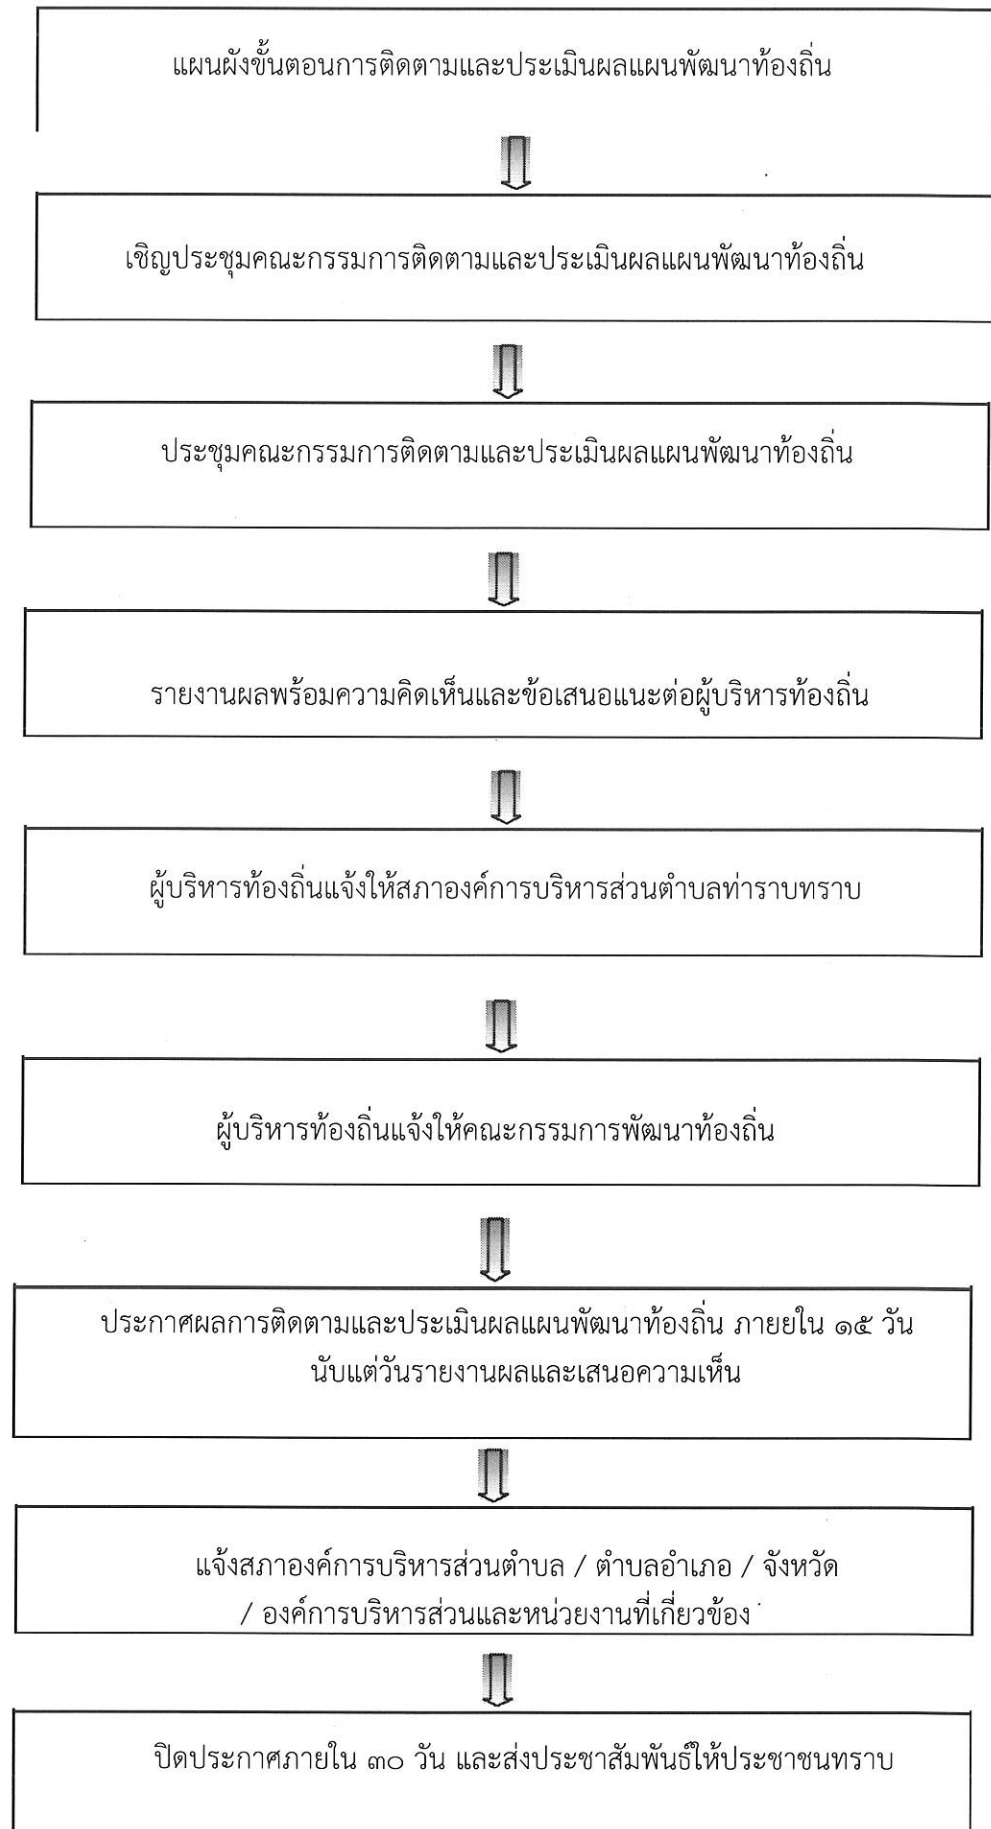 แผนผังขั้นตอนการติดตามและประเมินผลแผนพัฒนาท้องถิ่น
เชิญประชุมคณะกรรมการติดตามและประเมินผลแผนพัฒนาท้องถิ่น
ประชุมคณะกรรมการติดตามและประเมินผลแผนพัฒนาท้องถิ่น
รายงานผลพร้อมความคิดเห็นและข้อเสนอแนะต่อผู้บริหารท้องถิ่น
ผู้บริหารท้องถิ่นแจ้งให้สภาองค์การบริหารส่วนตำบลท่าราบทราบ
ผู้บริหารท้องถิ่นแจ้งให้คณะกรรมการพัฒนาท้องถิ่น
ประกาศผลการติดตามและประเมินผลแผนพัฒนาท้องถิ่น ภายยใน ๑๕ วัน
นับแต่วันรายงานผลและเสนอความเห็น
แจ้งสภาองค์การบริหารส่วนตำบล / ตำบลอำเภอ / จังหวัด
/ องค์การบริหารส่วนและหน่วยงานที่เกี่ยวข้อง
ปิดประกาศภายใน ๓๐ วัน และส่งประชาสัมพันธ์ให้ประชาชนทราบ